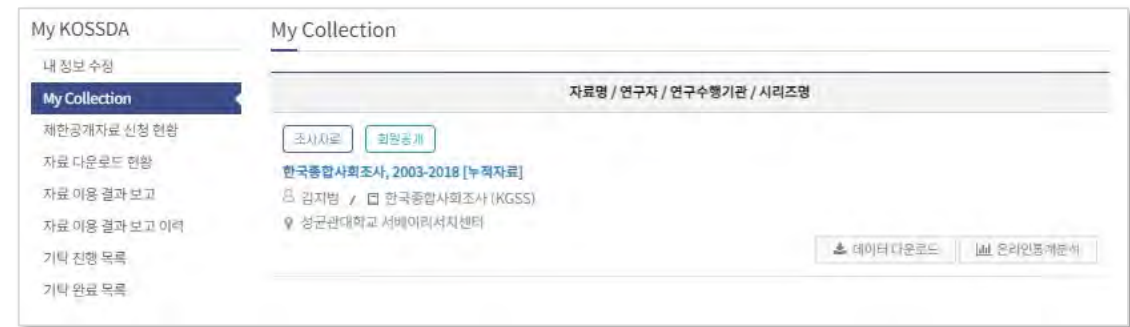 My KOSSDA
내 정보 수정
My Collection
제한공개자료 신청 현황
자료 다운로드 현황
자료 이용 결과 보고
자료 이용 결과 보고 이력
기탁 진행 목록
기탁 완료 목록
My Collection
자료명 / 연구자 / 연구수행기관 / 시리즈명
조사자료 회원공개
한국종합사회조사, 2003-2018 [누적자료]
김지범 / 한국종합사회조사 (KGSS)
성균관대학교 서베이리서치센터
데이터 다운로드 온라인통계분석